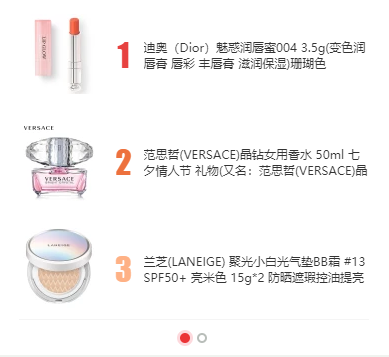 1
迪奥（Dior）魅惑润唇蜜004 3.5g(变色润
唇膏 唇彩 丰唇膏 滋润保湿)珊瑚色
VERSACE
VERSACE
2
范思哲(VERSACE)晶钻女用香水 50ml 七
夕情人节 礼物(又名：范思哲(VERSACE)晶
LANEIGE
3
兰芝(LANEIGE) 聚光小白光气垫BB霜 #13
SPF50+ 亮米色 15g*2 防晒遮瑕控油提亮